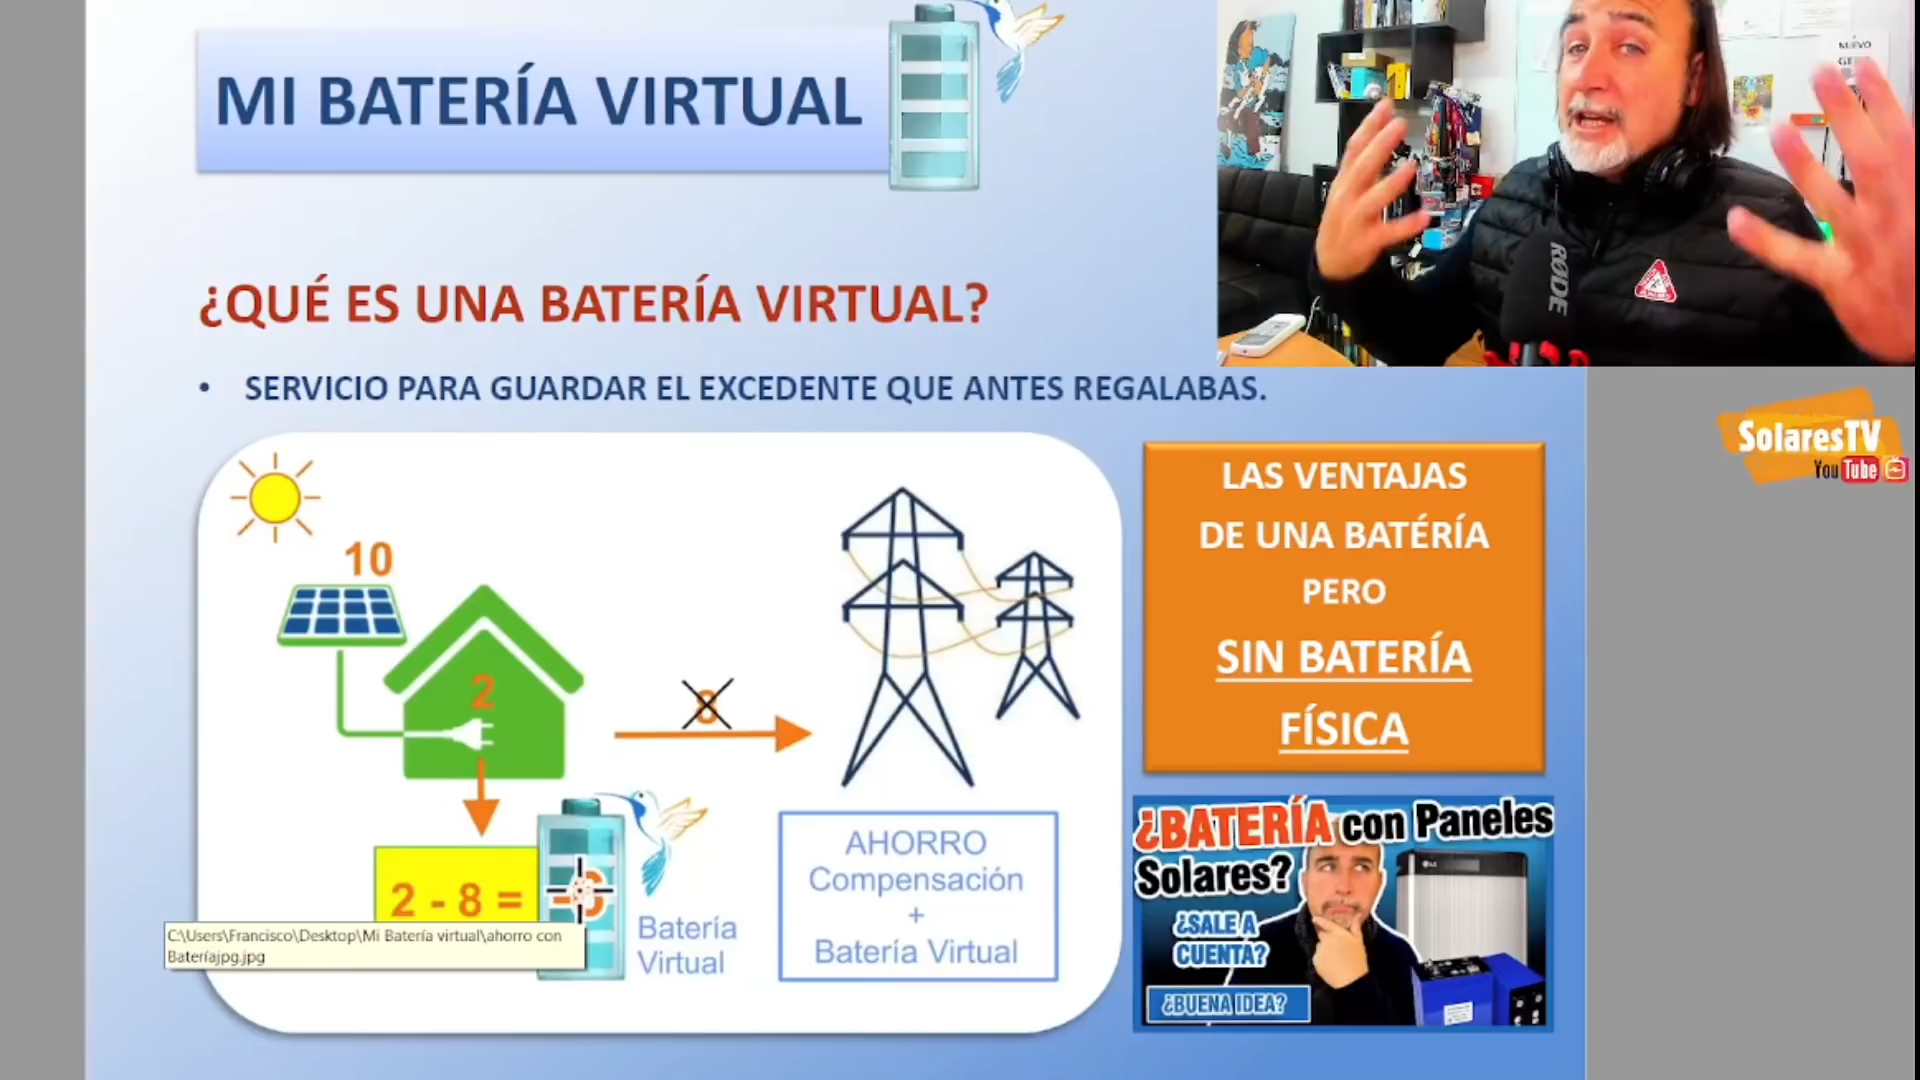 MI BATERÍA VIRTUAL
¿QUÉ ES UNA BATERÍA VIRTUAL?
• SERVICIO PARA GUARDAR EL EXCEDENTE QUE ANTES REGALABAS.
10
2
8
2 - 8 =
C:\Users\Francisco\Desktop\Mi Batería virtual\ahorro con
Bateríajpg.jpg
Batería
Virtual
AHORRO
Compensación
+
Batería Virtual
LAS VENTAJAS
DE UNA BATÉRÍA
PERO
SIN BATERÍA
FÍSICA
¿BATERÍA con Paneles
Solares?
¿SALE A
CUENTA?
¿BUENA IDEA?
NUEVO
RØDE
SolaresTV
YouTube